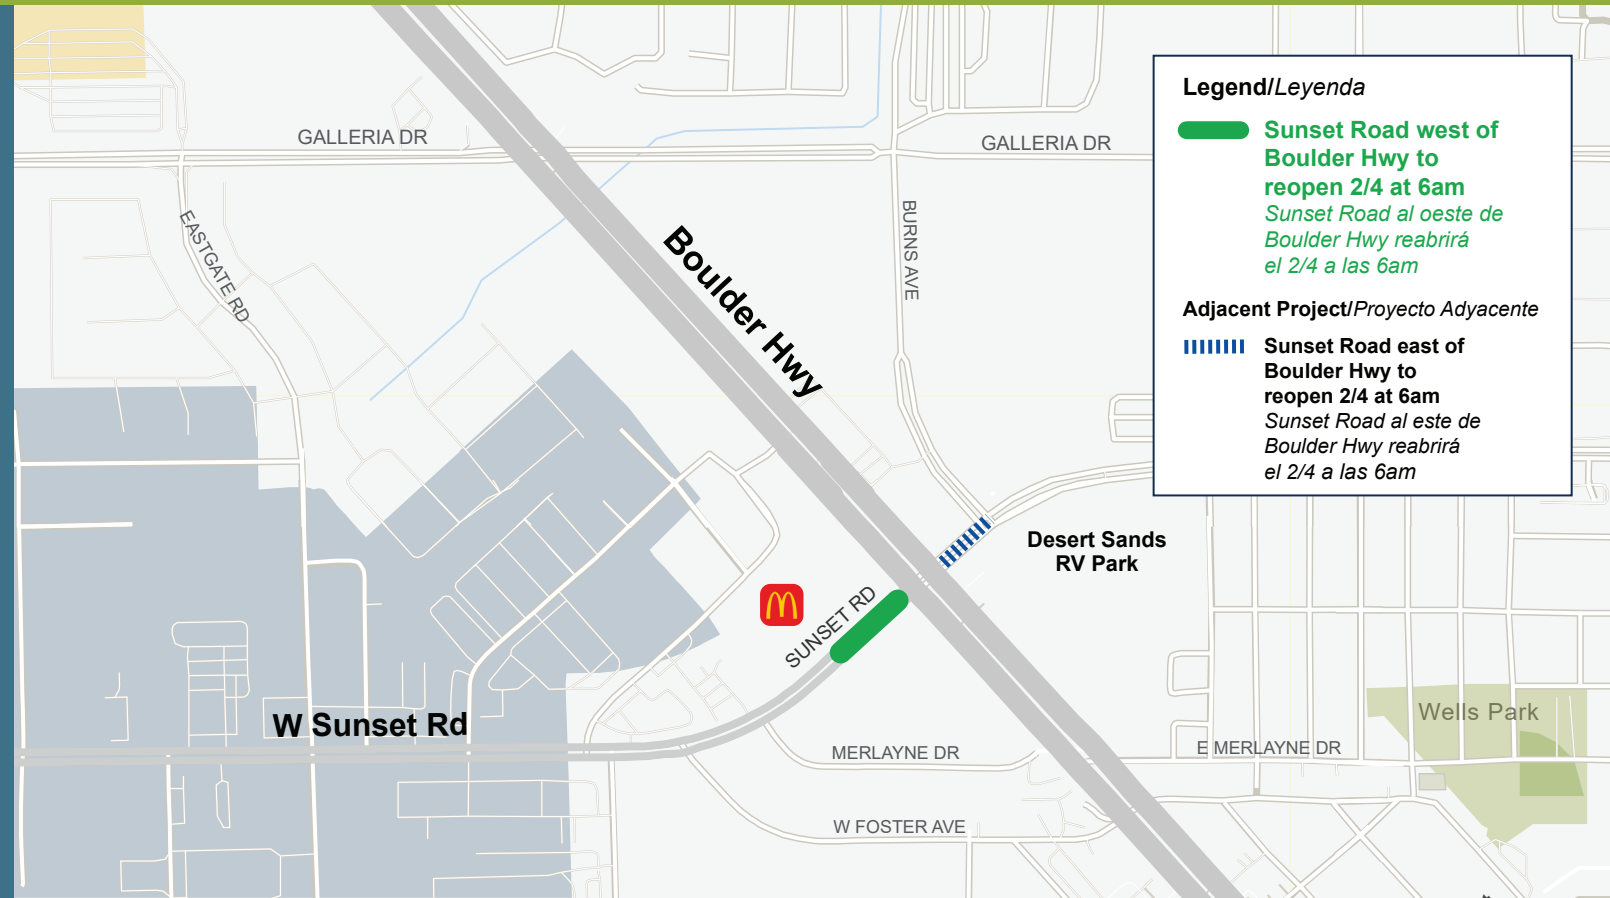 GALLERIA DR
GALLERIA DR
EASTGATE RD
BURNS AVE
Boulder Hwy
Legend/Leyenda
Sunset Road west of
Boulder Hwy to
reopen 2/4 at 6am
Sunset Road al oeste de
Boulder Hwy reabrirá
el 2/4 a las 6am
Adjacent Project/Proyecto Adyacente
Sunset Road east of
Boulder Hwy to
reopen 2/4 at 6am
Sunset Road al este de
Boulder Hwy reabrirá
el 2/4 a las 6am
Desert Sands
RV Park
SUNSET RD
W Sunset Rd
Wells Park
MERLAYNE DR
E MERLAYNE DR
W FOSTER AVE